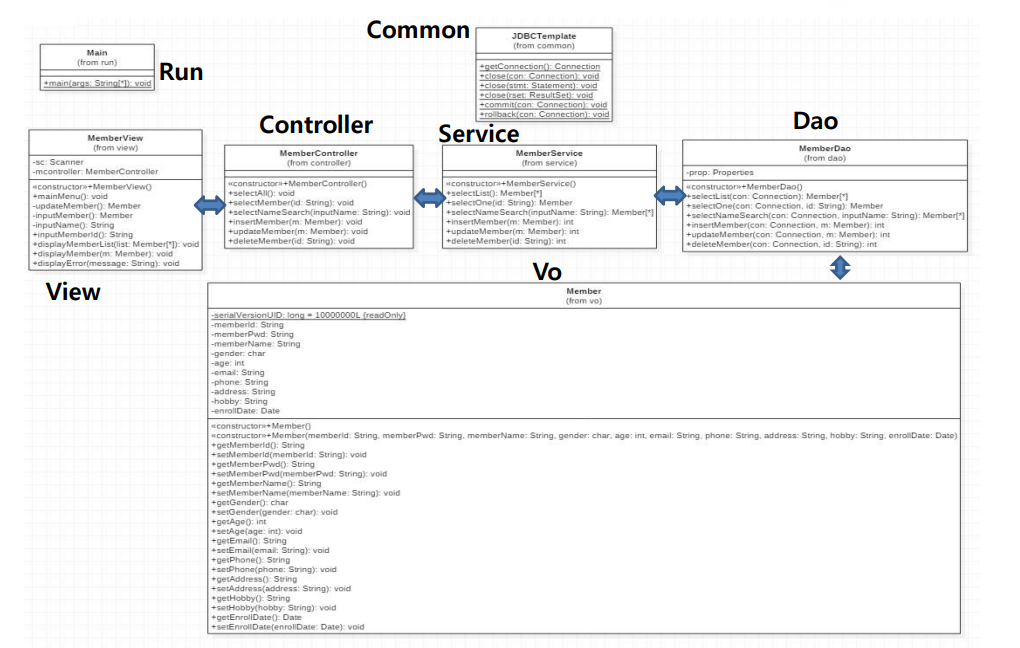 Common
Main
(from run)
+main(args: String[*]): void
Run
JDBCTemplate
(from common)
+getConnection(): Connection
+close(con: Connection): void
+close(stmt: Statement): void
+close(rset: ResultSet): void
+commit(con: Connection): void
+rollback(con: Connection): void
Controller
Service
Dao
MemberView
(from view)
-sc: Scanner
-mcontroller: MemberController
«constructor»+MemberView()
+mainMenu(): void
-updateMember(): Member
-inputMember(): Member
-inputName(): String
+inputMemberId(): String
+displayMemberList(list: Member[*]): void
+displayMember(m: Member): void
+displayError(message: String): void
View
MemberController
(from controller)
«constructor»+MemberController()
+selectAll(): void
+selectMember(id: String): void
+selectNameSearch(inputName: String): void
+insertMember(m: Member): void
+updateMember(m: Member): void
+deleteMember(id: String): void
MemberService
(from service)
«constructor»+MemberService()
+selectList(): Member[*]
+selectOne(id: String): Member
+selectNameSearch(inputName: String): Member[*]
+insertMember(m: Member): int
+updateMember(m: Member): int
+deleteMember(id: String): int
MemberDao
(from dao)
-prop: Properties
«constructor»+MemberDao()
+selectList(con: Connection): Member[*]
+selectOne(con: Connection, id: String): Member
+selectNameSearch(con: Connection, inputName: String): Member[*]
+insertMember(con: Connection, m: Member): int
+updateMember(con: Connection, m: Member): int
+deleteMember(con: Connection, id: String): int
Vo
Member
(from vo)
-serialVersionUID: long = 10000000L {readOnly}
-memberId: String
-memberPwd: String
-memberName: String
-gender: char
-age: int
-email: String
-phone: String
-address: String
-hobby: String
-enrollDate: Date
«constructor»+Member()
«constructor»+Member(memberId: String, memberPwd: String, memberName: String, gender: char, age: int, email: String, phone: String, address: String, hobby: String, enrollDate: Date)
+getMemberId(): String
+setMemberId(memberId: String): void
+getMemberPwd(): String
+setMemberPwd(memberPwd: String): void
+getMemberName(): String
+setMemberName(memberName: String): void
+getGender(): char
+setGender(gender: char): void
+getAge(): int
+setAge(age: int): void
+getEmail(): String
+setEmail(email: String): void
+getPhone(): String
+setPhone(phone: String): void
+getAddress(): String
+setAddress(address: String): void
+getHobby(): String
+setHobby(hobby: String): void
+getEnrollDate(): Date
+setEnrollDate(enrollDate: Date): void